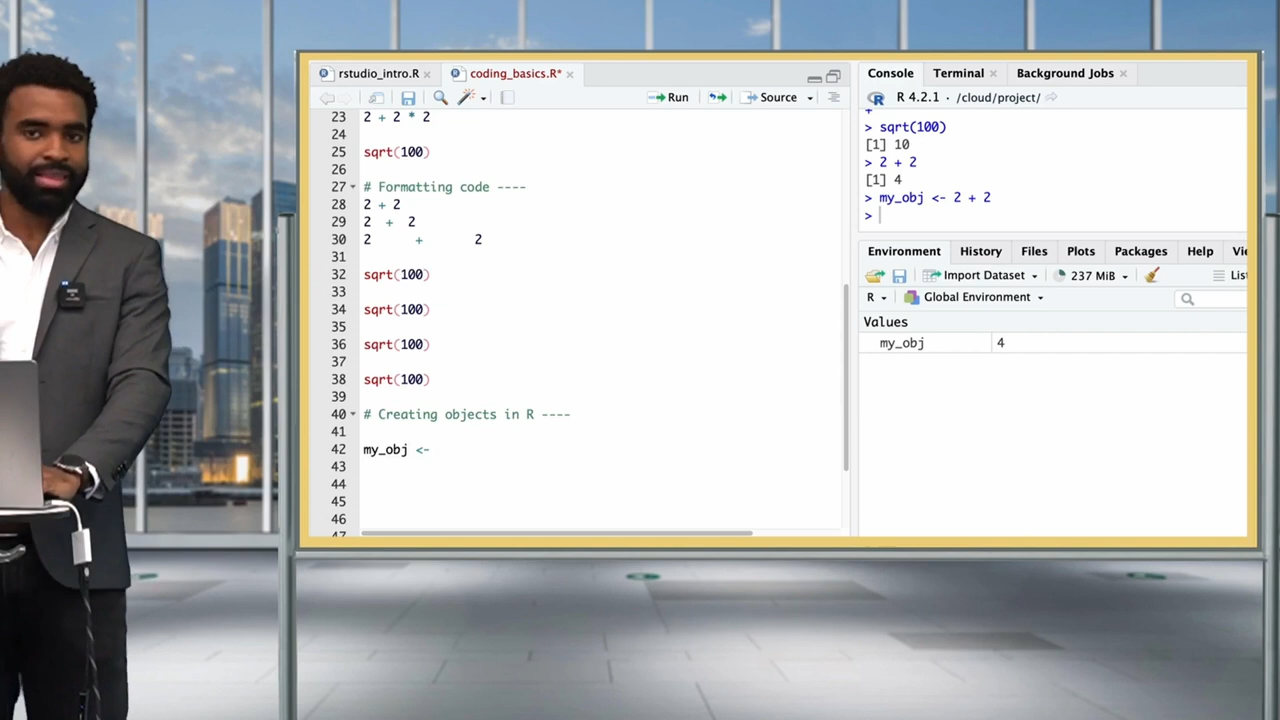 rstudio_intro.R
coding_basics.R*
Run
Source
23 2 + 2 * 2
24
25 sqrt(100)
26
27 # Formatting code ----
28 2 + 2
29 2  +  2
30 2      +       2
31
32 sqrt(100)
33
34 sqrt(100)
35
36 sqrt(100)
37
38 sqrt(100)
39
40 # Creating objects in R ----
41
42 my_obj <-
43
44
45
46
47
Console Terminal Background Jobs
R 4.2.1 · /cloud/project/
+
> sqrt(100)
[1] 10
> 2 + 2
[1] 4
> my_obj <- 2 + 2
>
Environment History Files Plots Packages Help
Import Dataset 237 MiB
R Global Environment
Values
my_obj 4